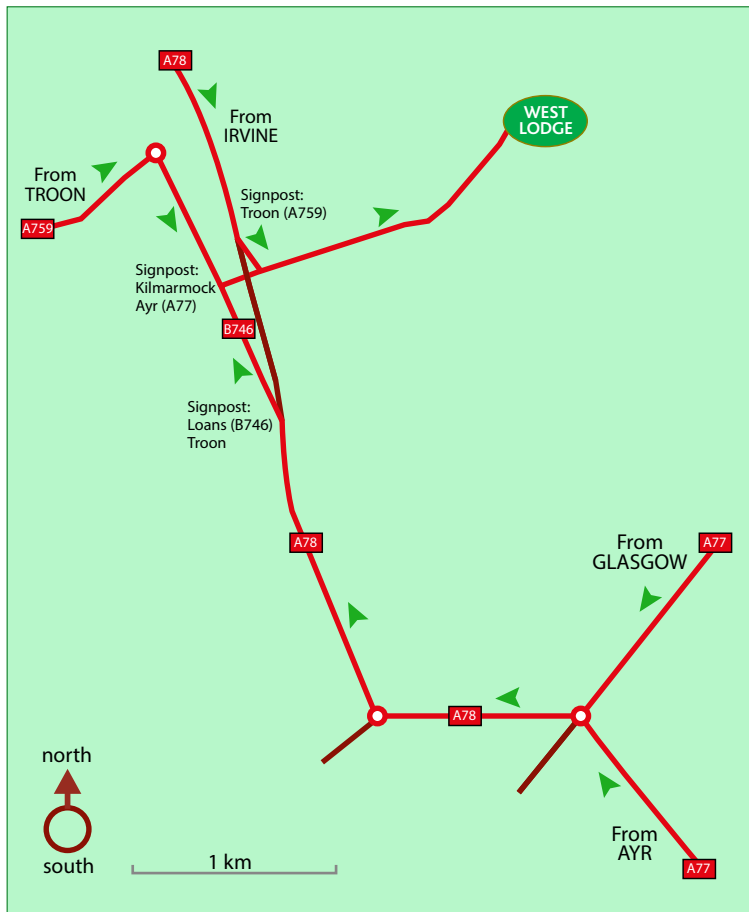 A78
WEST
LODGE
From
IRVINE
From
TROON
A759
Signpost:
Troon (A759)
Signpost:
Kilmarmock
Ayr (A77)
B746
Signpost:
Loans (B746)
Troon
A78
From
GLASGOW
A77
A78
north
south
1 km
From
AYR
A77